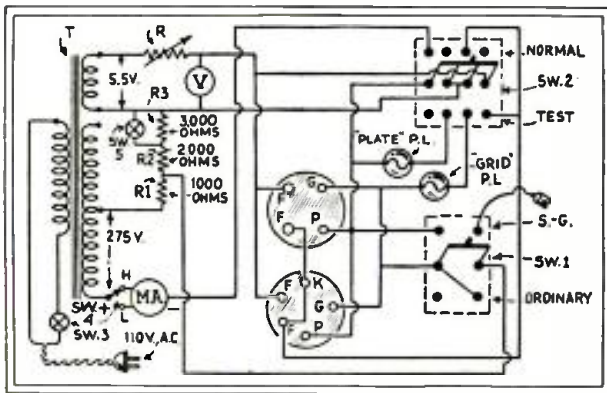 T
R
5.5V.
V
R3
3,000
OHMS
SW.
5
R2
2000
OHMS
R1
1000
OHMS
275 V.
H
MA
SW.
4
L
+
–
SW.3
110V, A.C
NORMAL
SW.2
TEST
"PLATE" P.L.
"GRID"
P.L
F
G
F
P
S.-G.
SW.1
ORDINARY
F
K
G
F
P